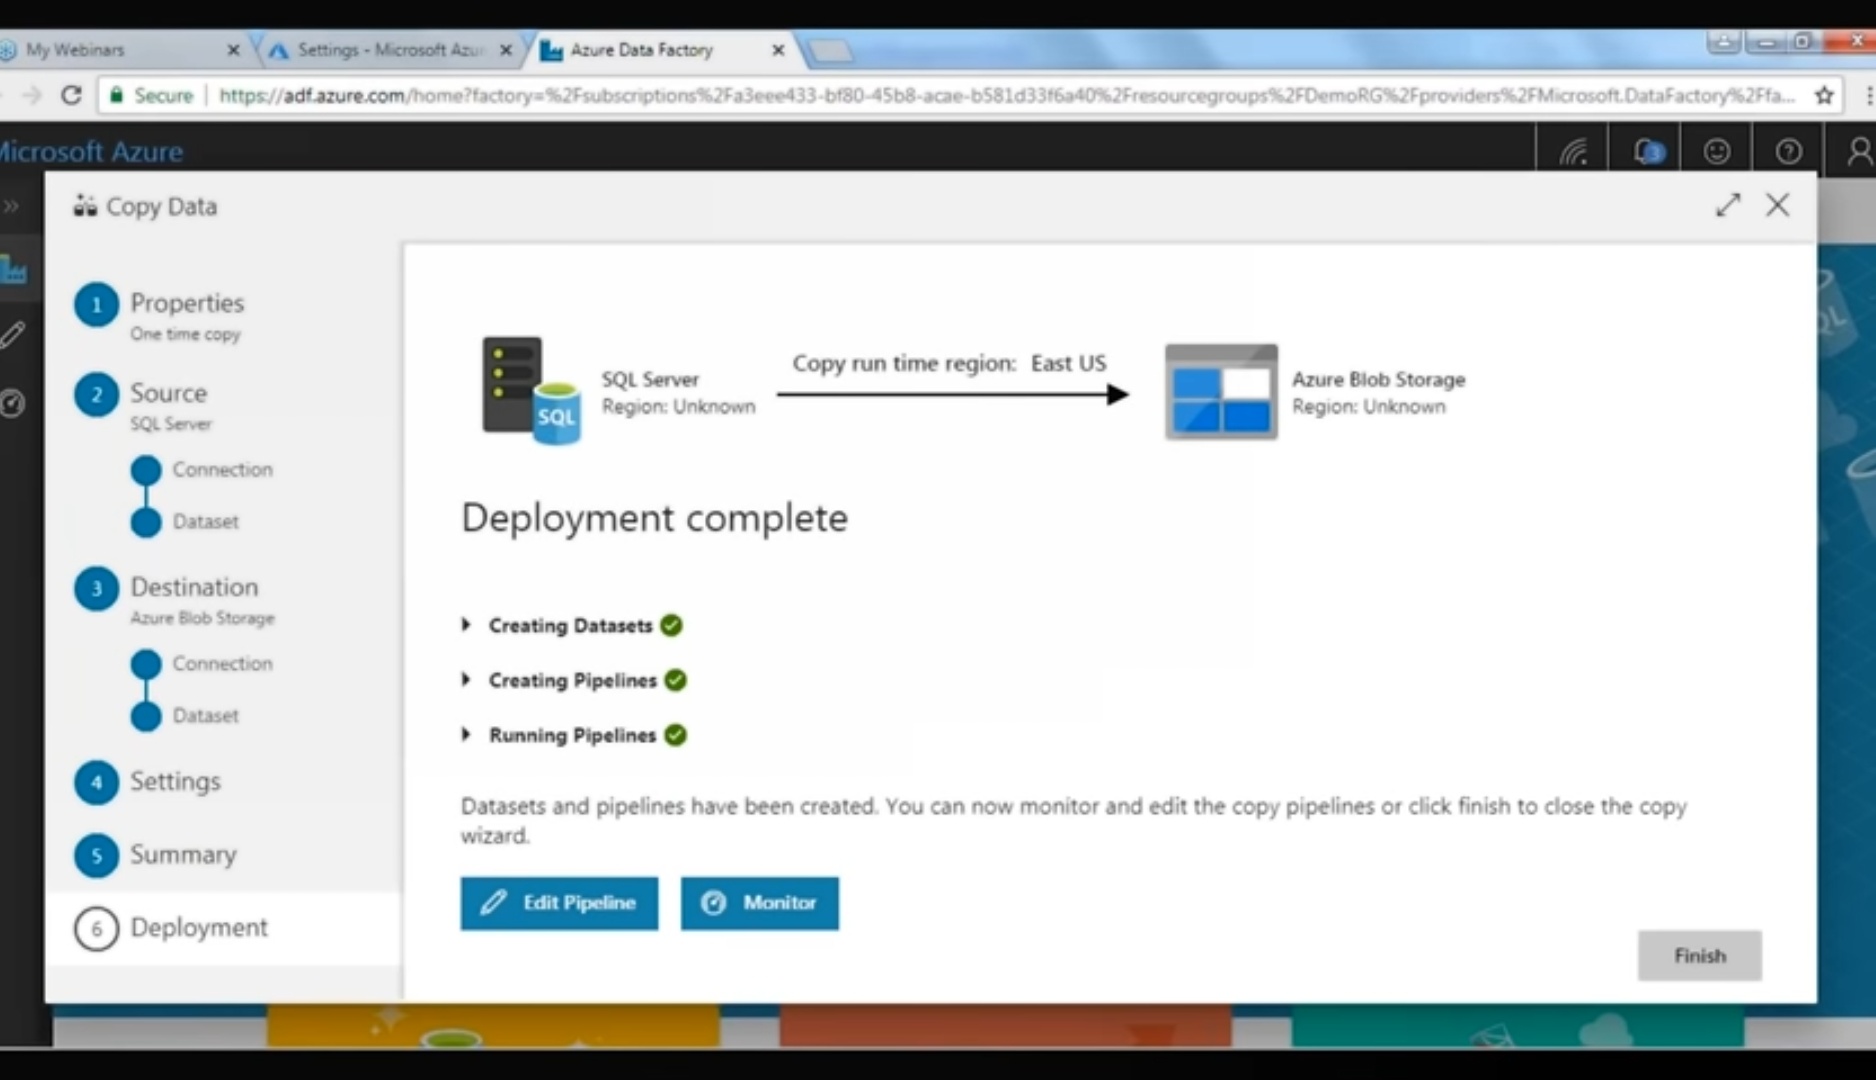 My Webinars
Settings - Microsoft Azur
Azure Data Factory
Secure
https://adf.azure.com/home?factory=%2Fsubscriptions%2Fa3eee433-bf80-45b8-acae-b581d33f6a40%2Fresourcegroups%2FDemoRG%2Fproviders%2FMicrosoft.DataFactory%2Ffa...
Microsoft Azure
3
Copy Data
1 Properties
One time copy
2 Source
SQL Server
Connection
Dataset
3 Destination
Azure Blob Storage
Connection
Dataset
4 Settings
5 Summary
6 Deployment
SQL
SQL Server
Region: Unknown
Copy run time region: East US
Azure Blob Storage
Region: Unknown
Deployment complete
Creating Datasets
Creating Pipelines
Running Pipelines
Datasets and pipelines have been created. You can now monitor and edit the copy pipelines or click finish to close the copy
wizard.
Edit Pipeline
Monitor
Finish